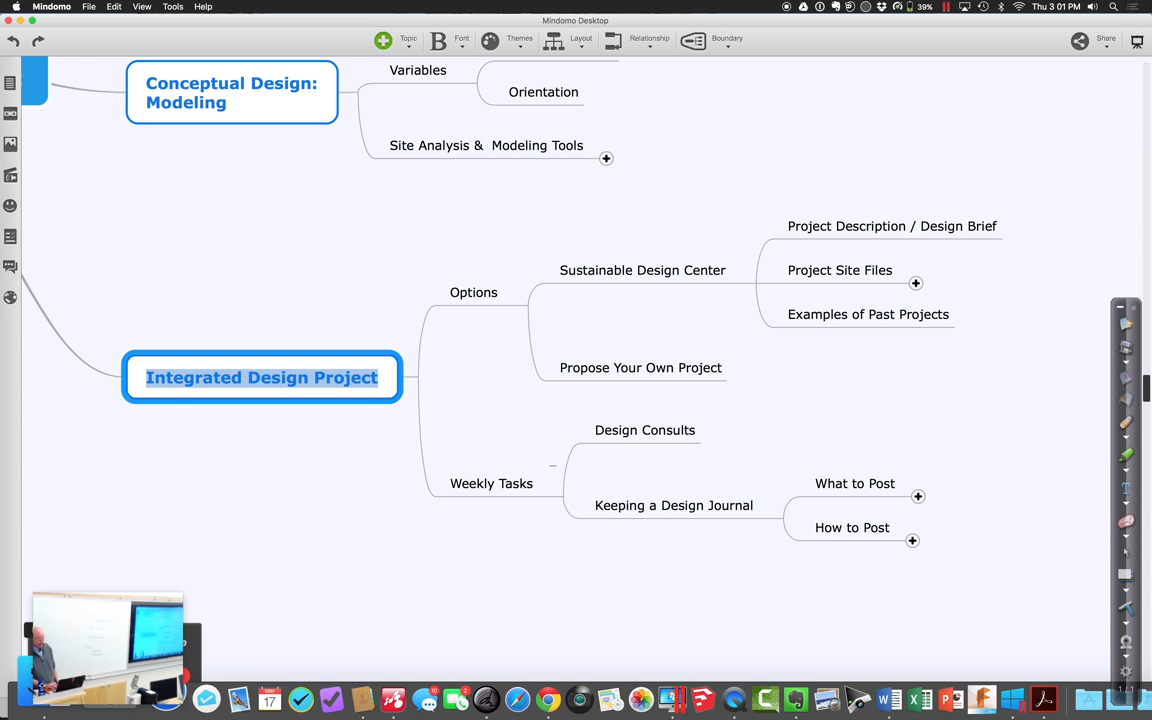 Mindomo File Edit View Tools Help
39% Thu 3 01 PM
Mindomo Desktop
Topic Font Themes Layout Relationship Boundary Share
Conceptual Design:
Modeling
Variables
Orientation
Site Analysis & Modeling Tools
Integrated Design Project
Options
Sustainable Design Center
Project Description / Design Brief
Project Site Files
Examples of Past Projects
Propose Your Own Project
Weekly Tasks
Design Consults
Keeping a Design Journal
What to Post
How to Post
1/1
17